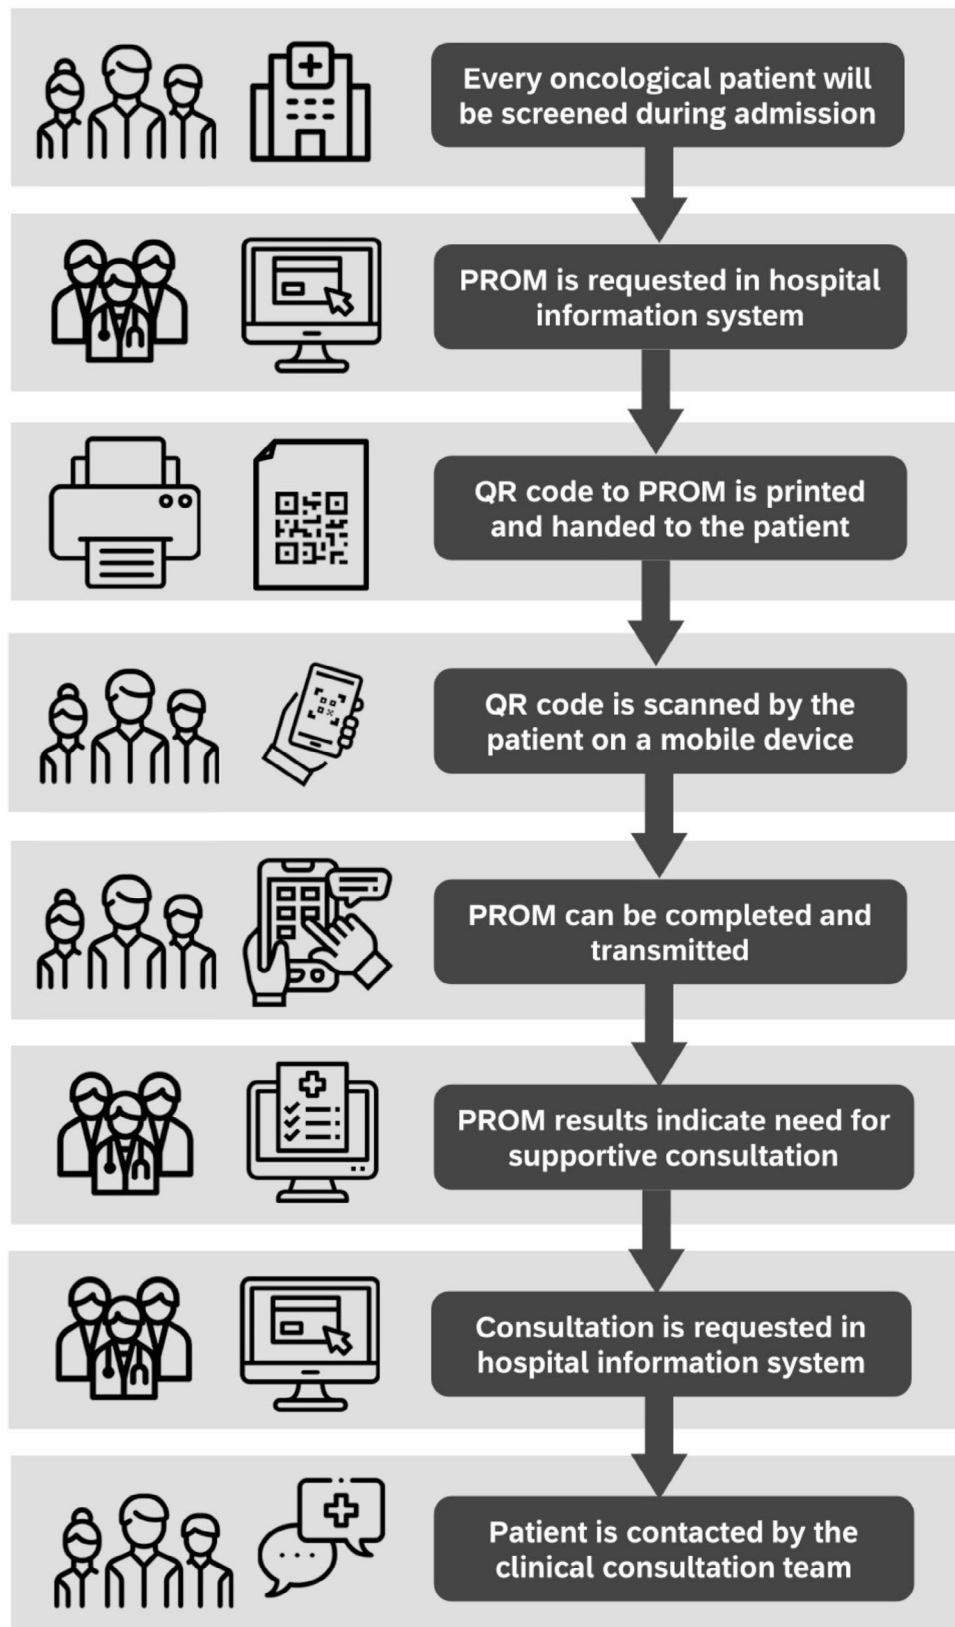 Every oncological patient will
be screened during admission
PROM is requested in hospital
information system
QR code to PROM is printed
and handed to the patient
QR code is scanned by the
patient on a mobile device
PROM can be completed and
transmitted
PROM results indicate need for
supportive consultation
Consultation is requested in
hospital information system
Patient is contacted by the
clinical consultation team